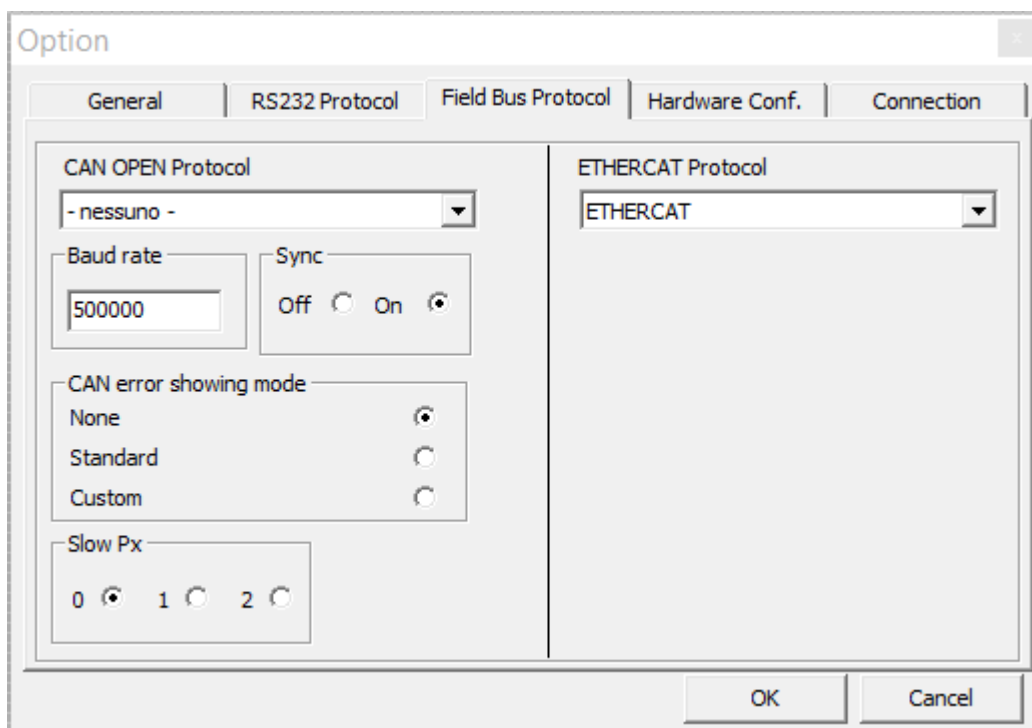 Option
General RS232 Protocol Field Bus Protocol Hardware Conf. Connection
CAN OPEN Protocol
- nessuno -
Baud rate
500000
Sync
Off On
CAN error showing mode
None
Standard
Custom
Slow Px
0 1 2
ETHERCAT Protocol
ETHERCAT
OK Cancel